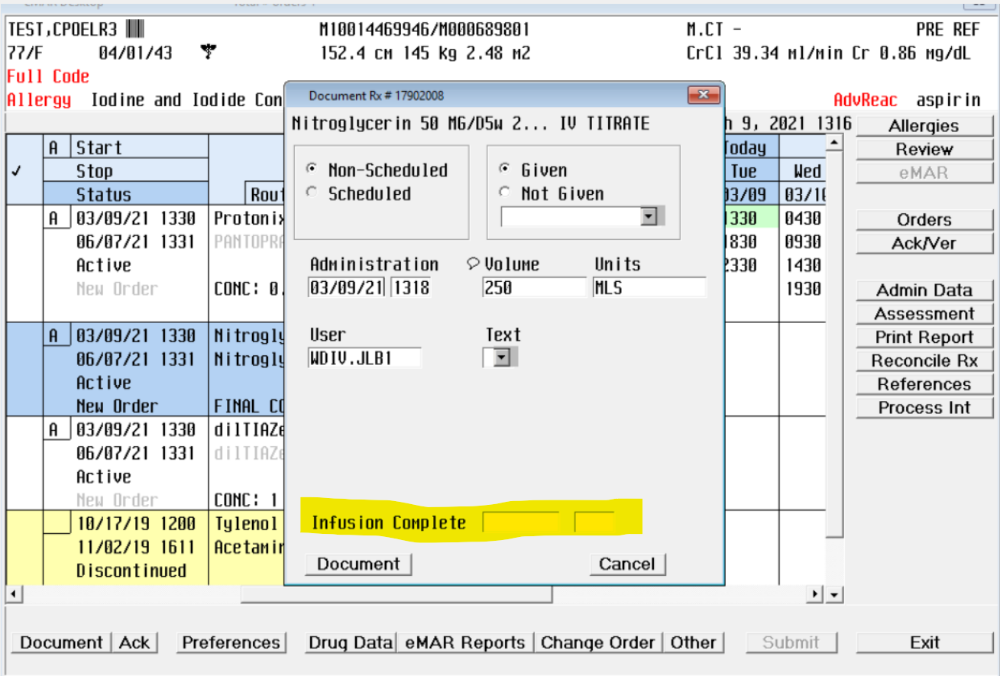 Total
TEST,CPOELR3 M10014469946/M000689801 M.CT - PRE REF
77/F 04/01/43 152.4 CM 145 Kg 2.48 M2 CrCl 39.34 Ml/Min Cr 0.86 Mg/dL
Full Code
Allergy Iodine and Iodide Con AdvReac aspirin
9, 2021 1316
Document Rx # 17902008
Nitroglycerin 50 MG/D5W 2... IV TITRATE
Non-Scheduled Given
Scheduled Not Given
Administration Volume Units
03/09/21 1318 250 MLS
User Text
WDIV.JLB1
Infusion Complete
Document Cancel
A Start Today
✓ Stop Tue Wed
Status 03/09
A 03/09/21 1330 Protonix 1330 0430
06/07/21 1331 PANTOPRA 1830 0930
Active 2330 1430
New Order CONC: 0. 1930
A 03/09/21 1330 Nitrogly
06/07/21 1331 Nitrogly
Active
New Order FINAL CO
A 03/09/21 1330 dilTIAZe
06/07/21 1331 dilTIAZe
Active
New Order CONC: 1
10/17/19 1200 Tylenol
11/02/19 1611 Acetamin
Discontinued
Allergies
Review
eMAR
Orders
Ack/Ver
Admin Data
Assessment
Print Report
Reconcile Rx
References
Process Int
Document Ack Preferences Drug Data eMAR Reports Change Order Other Submit Exit